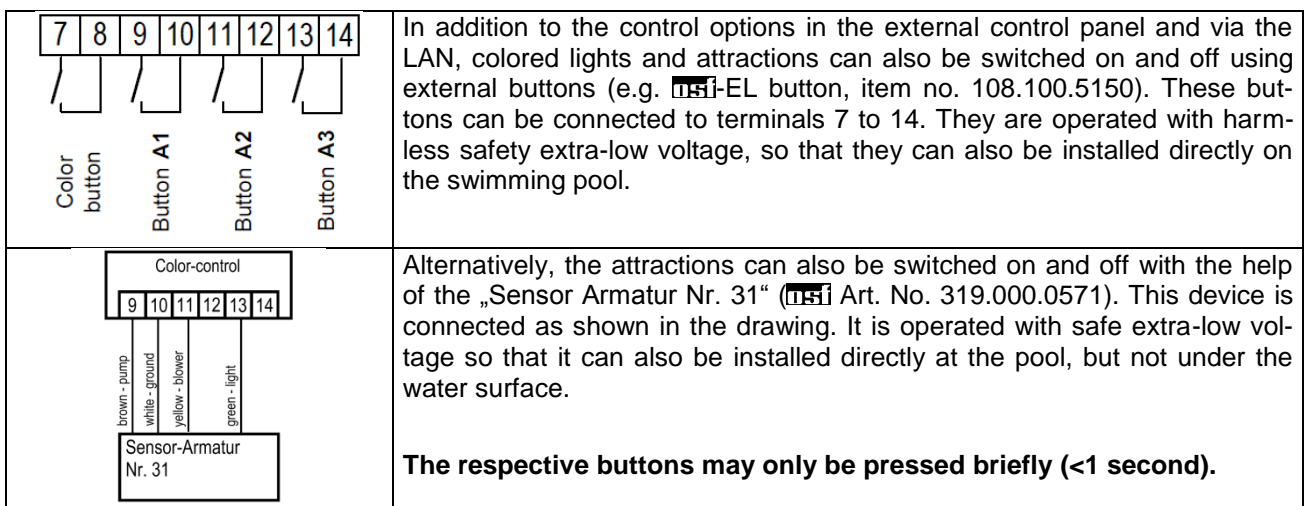 7 8 9 10 11 12 13 14
Color
button
Button A1
Button A2
Button A3
In addition to the control options in the external control panel and via the
LAN, colored lights and attractions can also be switched on and off using
external buttons (e.g. osf-EL button, item no. 108.100.5150). These but-
tons can be connected to terminals 7 to 14. They are operated with harm-
less safety extra-low voltage, so that they can also be installed directly on
the swimming pool.
Color-control
9 10 11 12 13 14
brown - pump
white - ground
yellow - blower
green - light
Sensor-Armatur
Nr. 31
Alternatively, the attractions can also be switched on and off with the help
of the „Sensor Armatur Nr. 31“ (osf Art. No. 319.000.0571). This device is
connected as shown in the drawing. It is operated with safe extra-low vol-
tage so that it can also be installed directly at the pool, but not under the
water surface.
The respective buttons may only be pressed briefly (<1 second).